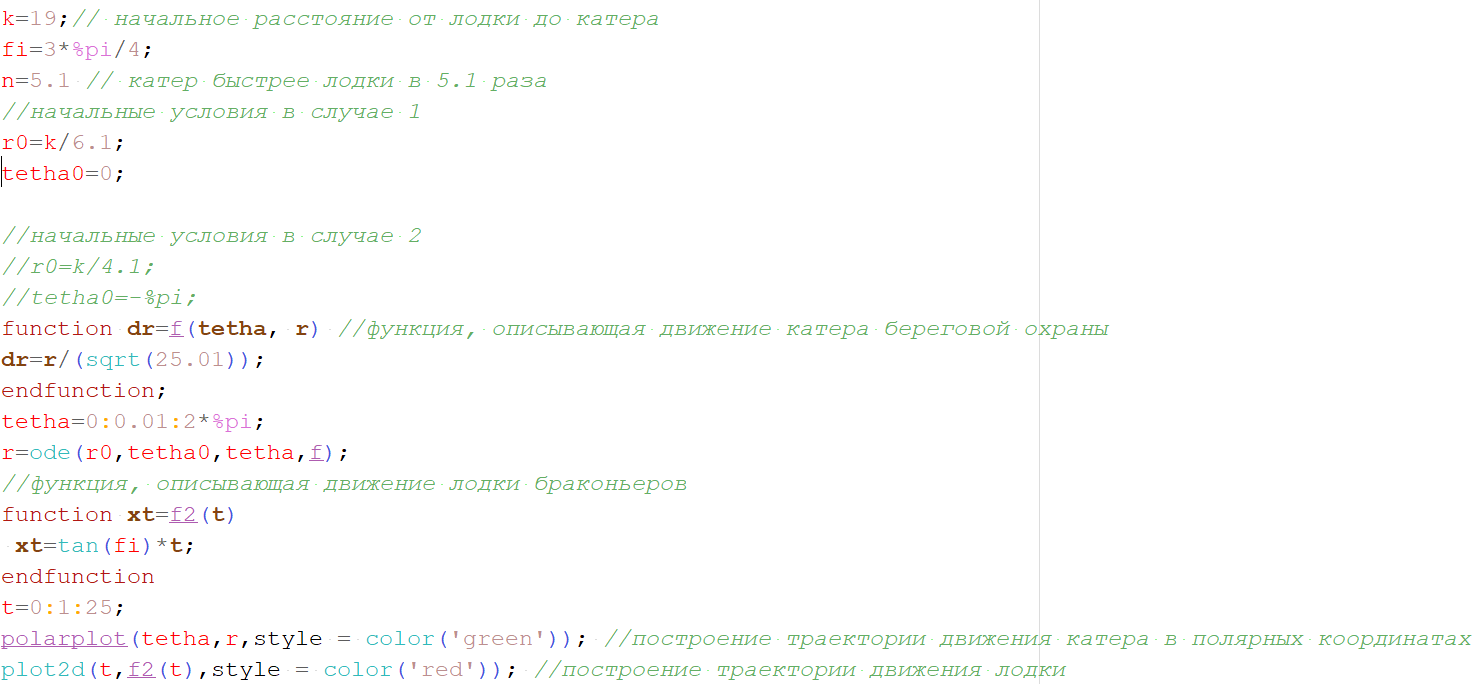 k=19;// начальное расстояние от лодки до катера
fi=3*%pi/4;
n=5.1 // катер быстрее лодки в 5.1 раза
//начальные условия в случае 1
r0=k/6.1;
tetha0=0;
//начальные условия в случае 2
//r0=k/4.1;
//tetha0=-%pi;
function dr=f(tetha, r) //функция, описывающая движение катера береговой охраны
dr=r/(sqrt(25.01));
endfunction;
tetha=0:0.01:2*%pi;
r=ode(r0,tetha0,tetha,f);
//функция, описывающая движение лодки браконьеров
function xt=f2(t)
 xt=tan(fi)*t;
endfunction
t=0:1:25;
polarplot(tetha,r,style = color('green')); //построение траектории движения катера в полярных координатах
plot2d(t,f2(t),style = color('red')); //построение траектории движения лодки